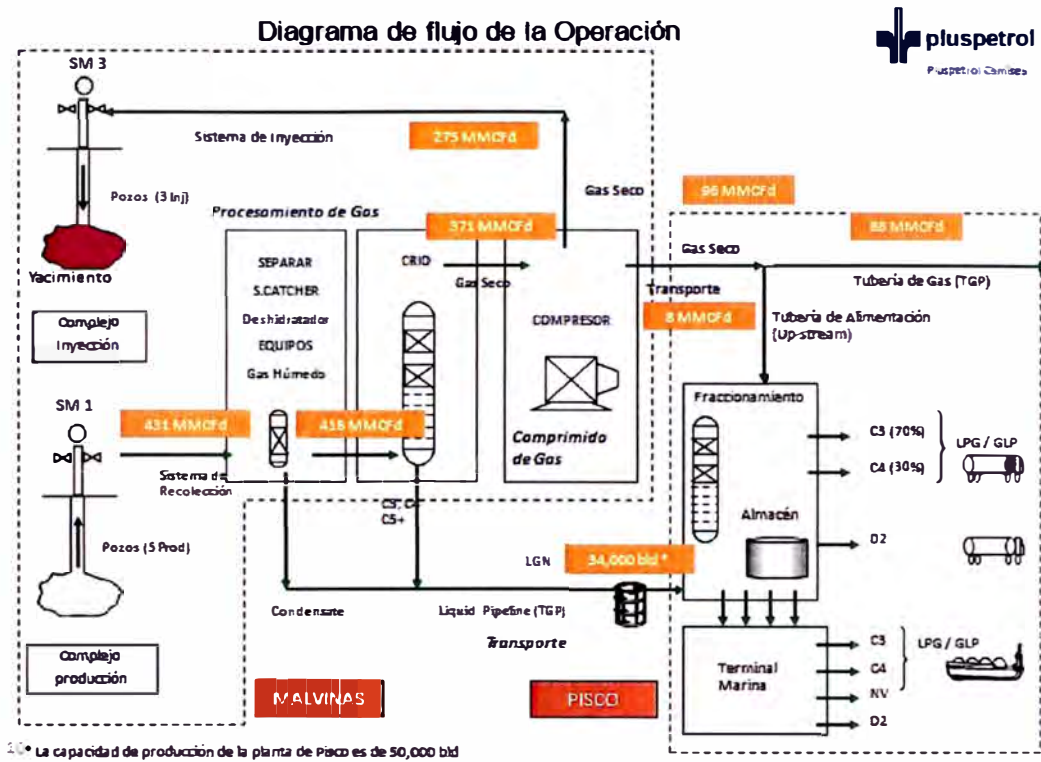 Diagrama de flujo de la Operación
pluspetrol
Pluspetrol Camisea
SM 3
Sistema de Inyección
275 MMCFd
Gas Seco
96 MMCFd
Pozos (3 Inj)
Procesamiento de Gas
371 MMCFd
88 MMCFd
Gas Seco
SEPARAR
CRIO
Gas Seco
Yacimiento
S.CATCHER
Transporte
Tubería de Gas (TGP)
Complejo
Inyección
Deshidratador
COMPRESOR
8 MMCFd
Tubería de Alimentación
(Up-stream)
EQUIPOS
Gas Húmedo
Fraccionamiento
SM 1
431 MMCFd
418 MMCFd
Comprimido
de Gas
C3 (70%)
LPG / GLP
C4 (30%)
Sistema de
Recolección
C5+
Almacén
Pozos (5 Prod)
LGN
34,000 bld *
D2
Condensate
Liquid Pipeline (TGP)
Transporte
Complejo
producción
MALVINAS
PISCO
Terminal
Marina
C3
LPG / GLP
C4
NV
D2
* La capacidad de producción de la planta de Pisco es de 50,000 bld